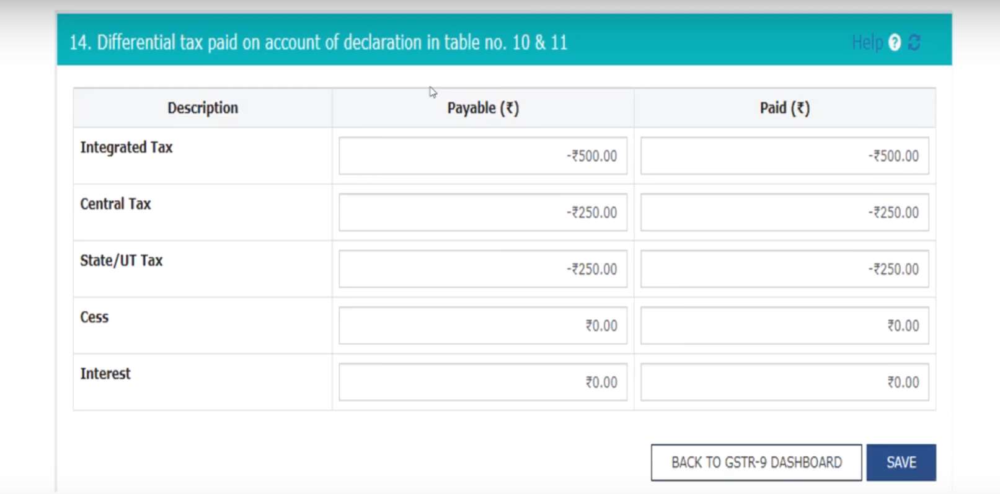 14. Differential tax paid on account of declaration in table no. 10 & 11 Help ?
Description Payable (₹) Paid (₹)
Integrated Tax -₹500.00 -₹500.00
Central Tax -₹250.00 -₹250.00
State/UT Tax -₹250.00 -₹250.00
Cess ₹0.00 ₹0.00
Interest ₹0.00 ₹0.00
BACK TO GSTR-9 DASHBOARD SAVE